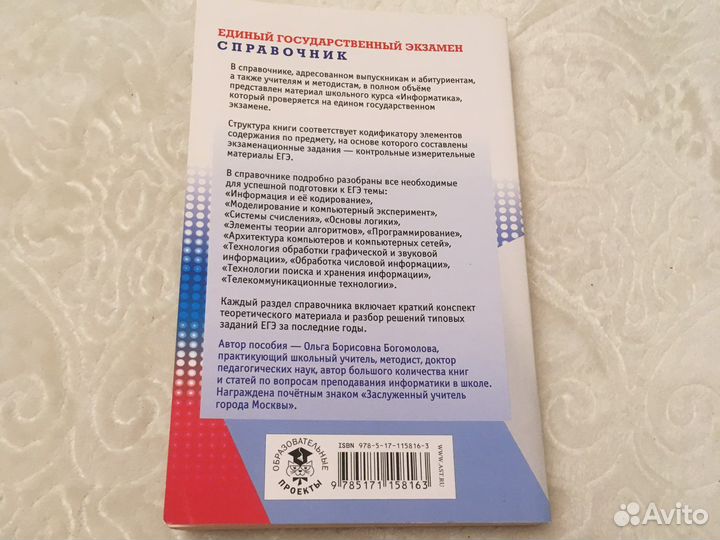 ЕДИНЫЙ ГОСУДАРСТВЕННЫЙ ЭКЗАМЕН
СПРАВОЧНИК
В справочнике, адресованном выпускникам и абитуриентам,
а также учителям и методистам, в полном объёме
представлен материал школьного курса «Информатика»,
который проверяется на едином государственном
экзамене.
Структура книги соответствует кодификатору элементов
содержания по предмету, на основе которого составлены
экзаменационные задания — контрольные измерительные
материалы ЕГЭ.
В справочнике подробно разобраны все необходимые
для успешной подготовки к ЕГЭ темы:
«Информация и её кодирование»,
«Моделирование и компьютерный эксперимент»,
«Системы счисления», «Основы логики»,
«Элементы теории алгоритмов», «Программирование»,
«Архитектура компьютеров и компьютерных сетей»,
«Технология обработки графической и звуковой
информации», «Обработка числовой информации»,
«Технологии поиска и хранения информации»,
«Телекоммуникационные технологии».
Каждый раздел справочника включает краткий конспект
теоретического материала и разбор решений типовых
заданий ЕГЭ за последние годы.
Автор пособия — Ольга Борисовна Богомолова,
практикующий школьный учитель, методист, доктор
педагогических наук, автор большого количества книг
и статей по вопросам преподавания информатики в школе.
Награждена почётным знаком «Заслуженный учитель
города Москвы».
ОБРАЗОВАТЕЛЬНЫЕ
ПРОЕКТЫ
ISBN 978-5-17-115816-3
9 785171 158163
WWW.AST.RU
Avito